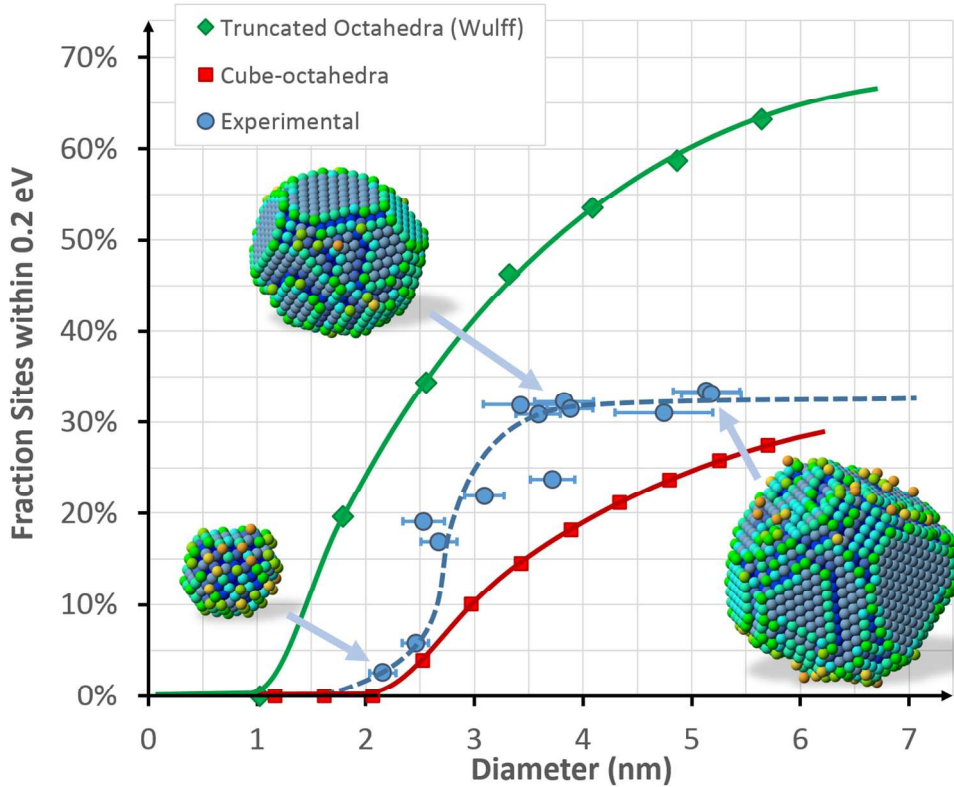 Truncated Octahedra (Wulff)
Cube-octahedra
Experimental
Fraction Sites within 0.2 eV
70%
60%
50%
40%
30%
20%
10%
0%
0 1 2 3 4 5 6 7
Diameter (nm)